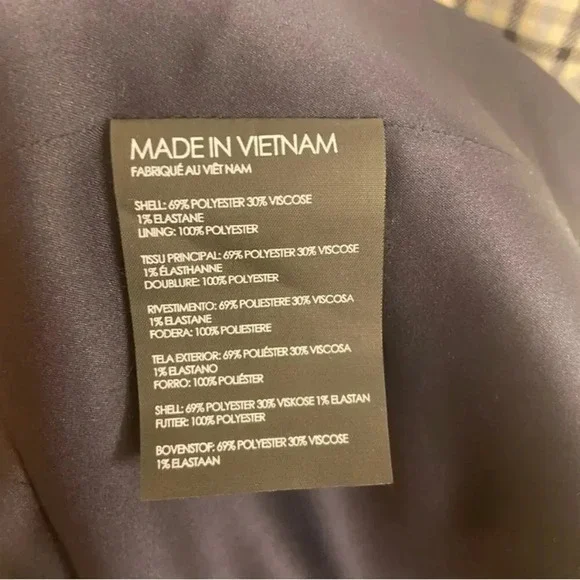 MADE IN VIETNAM
FABRIQUÉ AU VIÊT NAM
SHELL: 69% POLYESTER 30% VISCOSE
1% ELASTANE
LINING: 100% POLYESTER
TISSU PRINCIPAL: 69% POLYESTER 30% VISCOSE
1% ÉLASTHANNE
DOUBLURE: 100% POLYESTER
RIVESTIMENTO: 69% POLIESTERE 30% VISCOSA
1% ELASTANE
FODERA: 100% POLIESTERE
TELA EXTERIOR: 69% POLIÉSTER 30% VISCOSA
1% ELASTANO
FORRO: 100% POLIÉSTER
SHELL: 69% POLYESTER 30% VISKOSE 1% ELASTAN
FUTTER: 100% POLYESTER
BOVENSTOF: 69% POLYESTER 30% VISCOSE
1% ELASTAAN